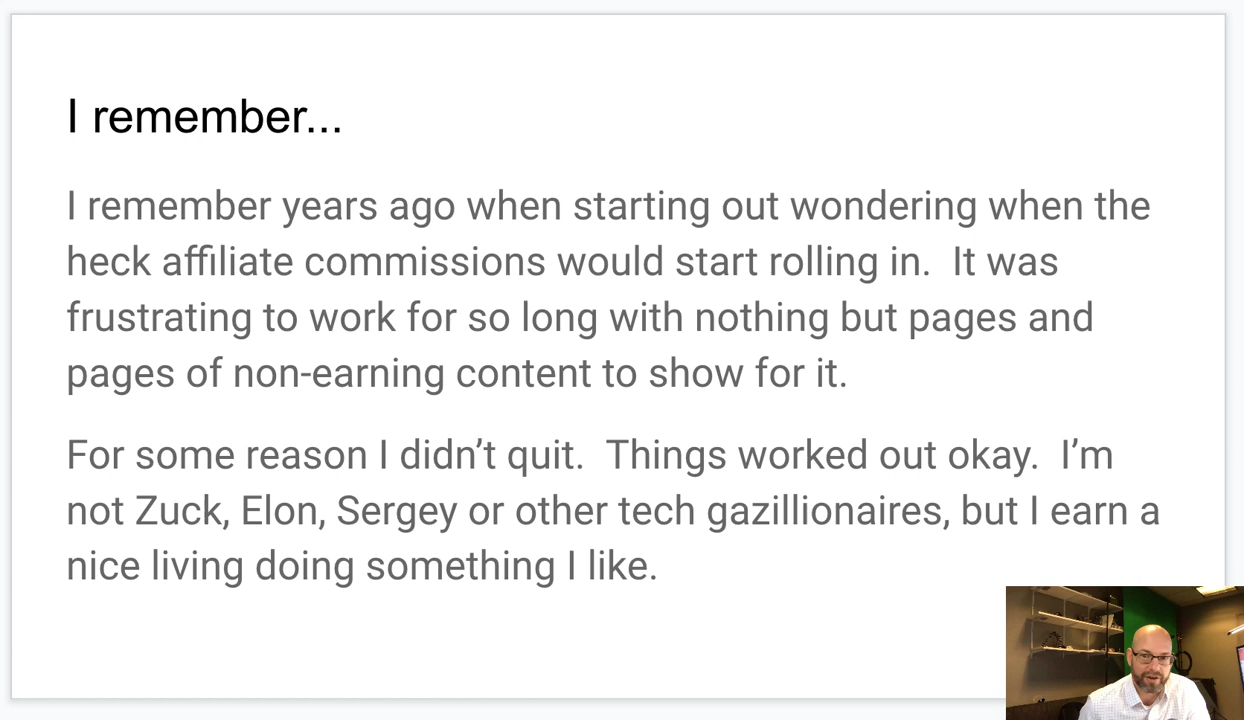 I remember...
I remember years ago when starting out wondering when the
heck affiliate commissions would start rolling in.  It was
frustrating to work for so long with nothing but pages and
pages of non-earning content to show for it.
For some reason I didn’t quit.  Things worked out okay.  I’m
not Zuck, Elon, Sergey or other tech gazillionaires, but I earn a
nice living doing something I like.